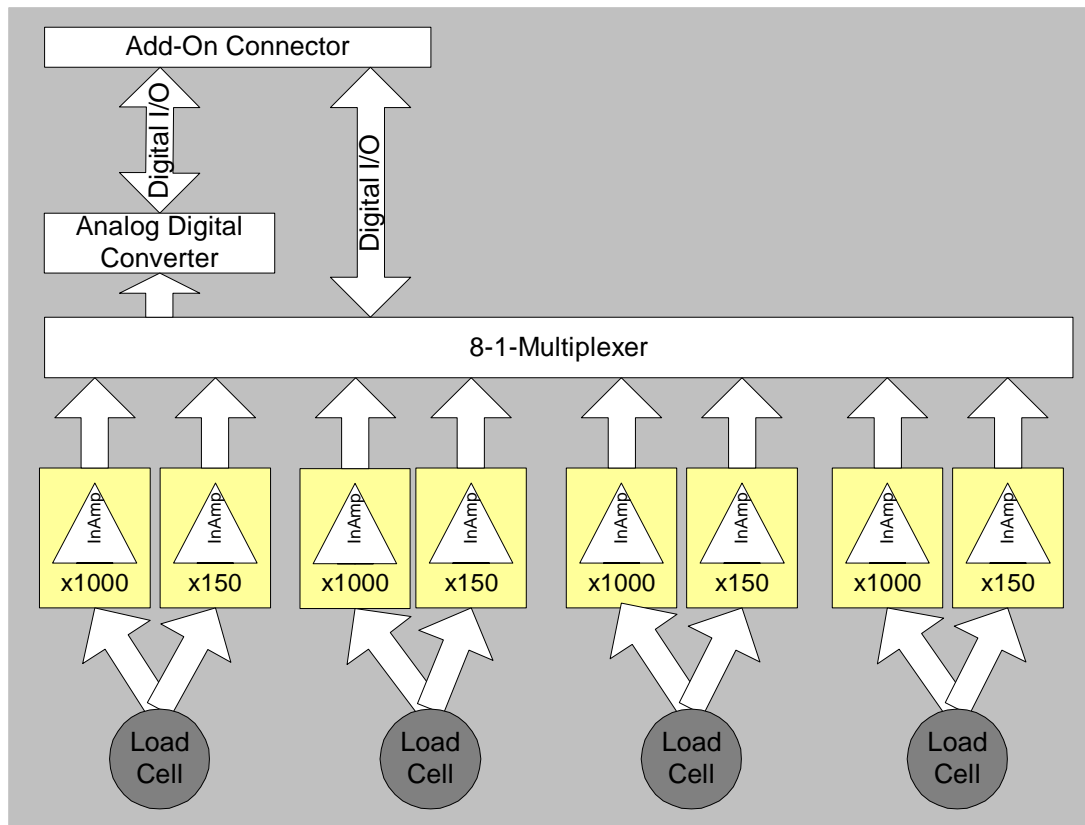 Add-On Connector
Digital I/O
Digital I/O
Analog Digital
Converter
8-1-Multiplexer
InAmp
InAmp
InAmp
InAmp
InAmp
InAmp
InAmp
InAmp
x1000
x150
x1000
x150
x1000
x150
x1000
x150
Load
Cell
Load
Cell
Load
Cell
Load
Cell